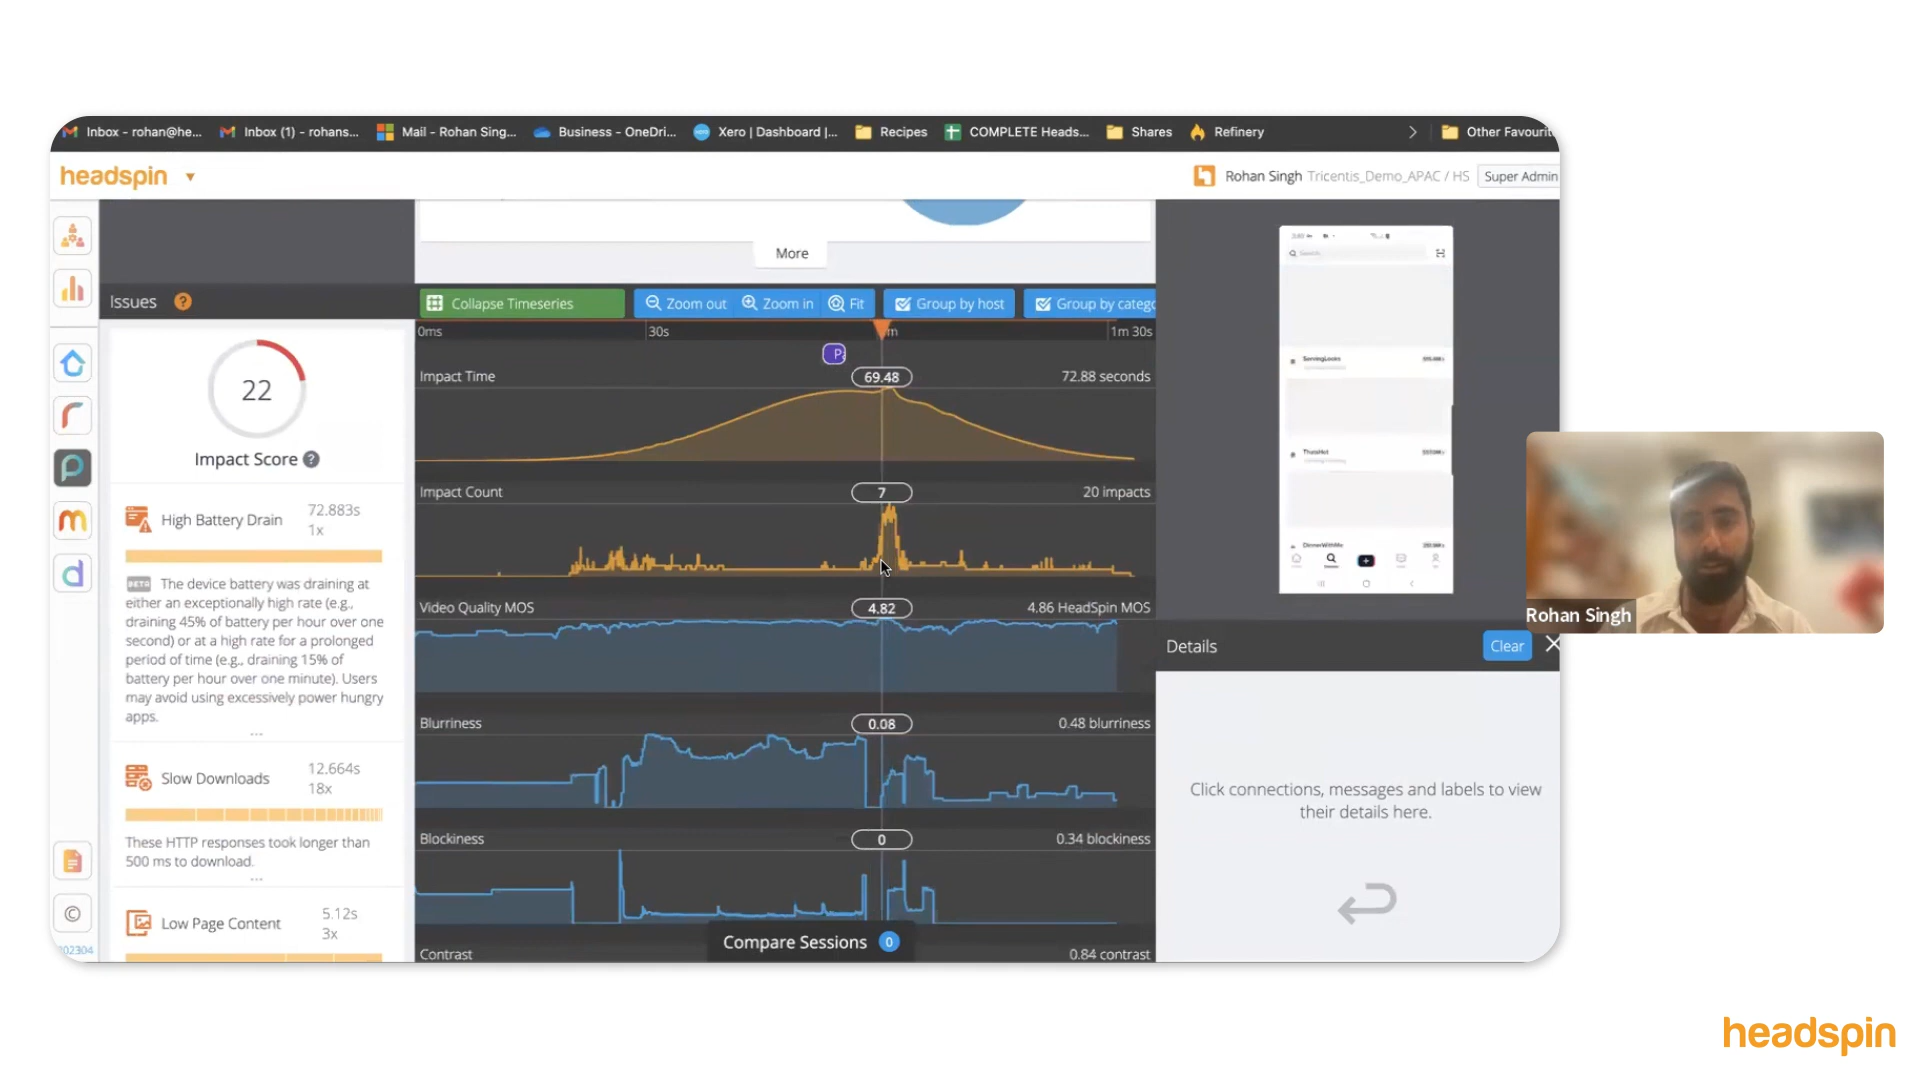 Inbox - rohan@he...
Inbox (1) - rohans...
Mail - Rohan Sing...
Business - OneDri...
Xero | Dashboard |...
Recipes
COMPLETE Heads...
Shares
Refinery
Other Favourit
headspin
Rohan Singh Tricentis_Demo_APAC / HS
Super Admin
More
Issues ?
Collapse Timeseries
Zoom out
Zoom in
Fit
Group by host
Group by catego
0ms
30s
m
1m 30s
22
Impact Score ?
High Battery Drain
72.883s
1x
BETA The device battery was draining at
either an exceptionally high rate (e.g.,
draining 45% of battery per hour over one
second) or at a high rate for a prolonged
period of time (e.g., draining 15% of
battery per hour over one minute). Users
may avoid using excessively power hungry
apps.
...
Slow Downloads
12.664s
18x
These HTTP responses took longer than
500 ms to download.
...
Low Page Content
5.12s
3x
©
202304
P
Impact Time
69.48
72.88 seconds
Impact Count
7
20 impacts
Video Quality MOS
4.82
4.86 HeadSpin MOS
Blurriness
0.08
0.48 blurriness
Blockiness
0
0.34 blockiness
Contrast
0.84 contrast
Compare Sessions 0
Search
ServingLooks
ThatsHot
DinnerWithMe
Details
Clear
Click connections, messages and labels to view
their details here.
Rohan Singh
headspin